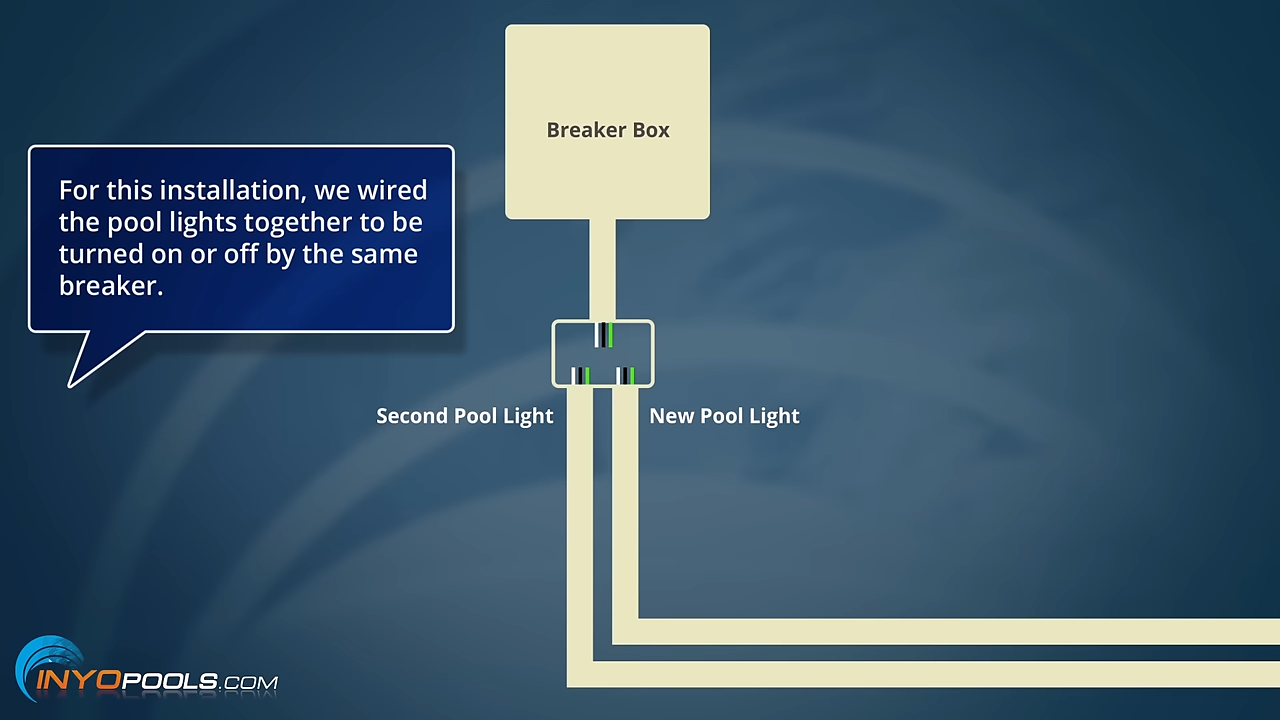 Breaker Box
For this installation, we wired
the pool lights together to be
turned on or off by the same
breaker.
Second Pool Light
New Pool Light
INYOPOOLS.COM